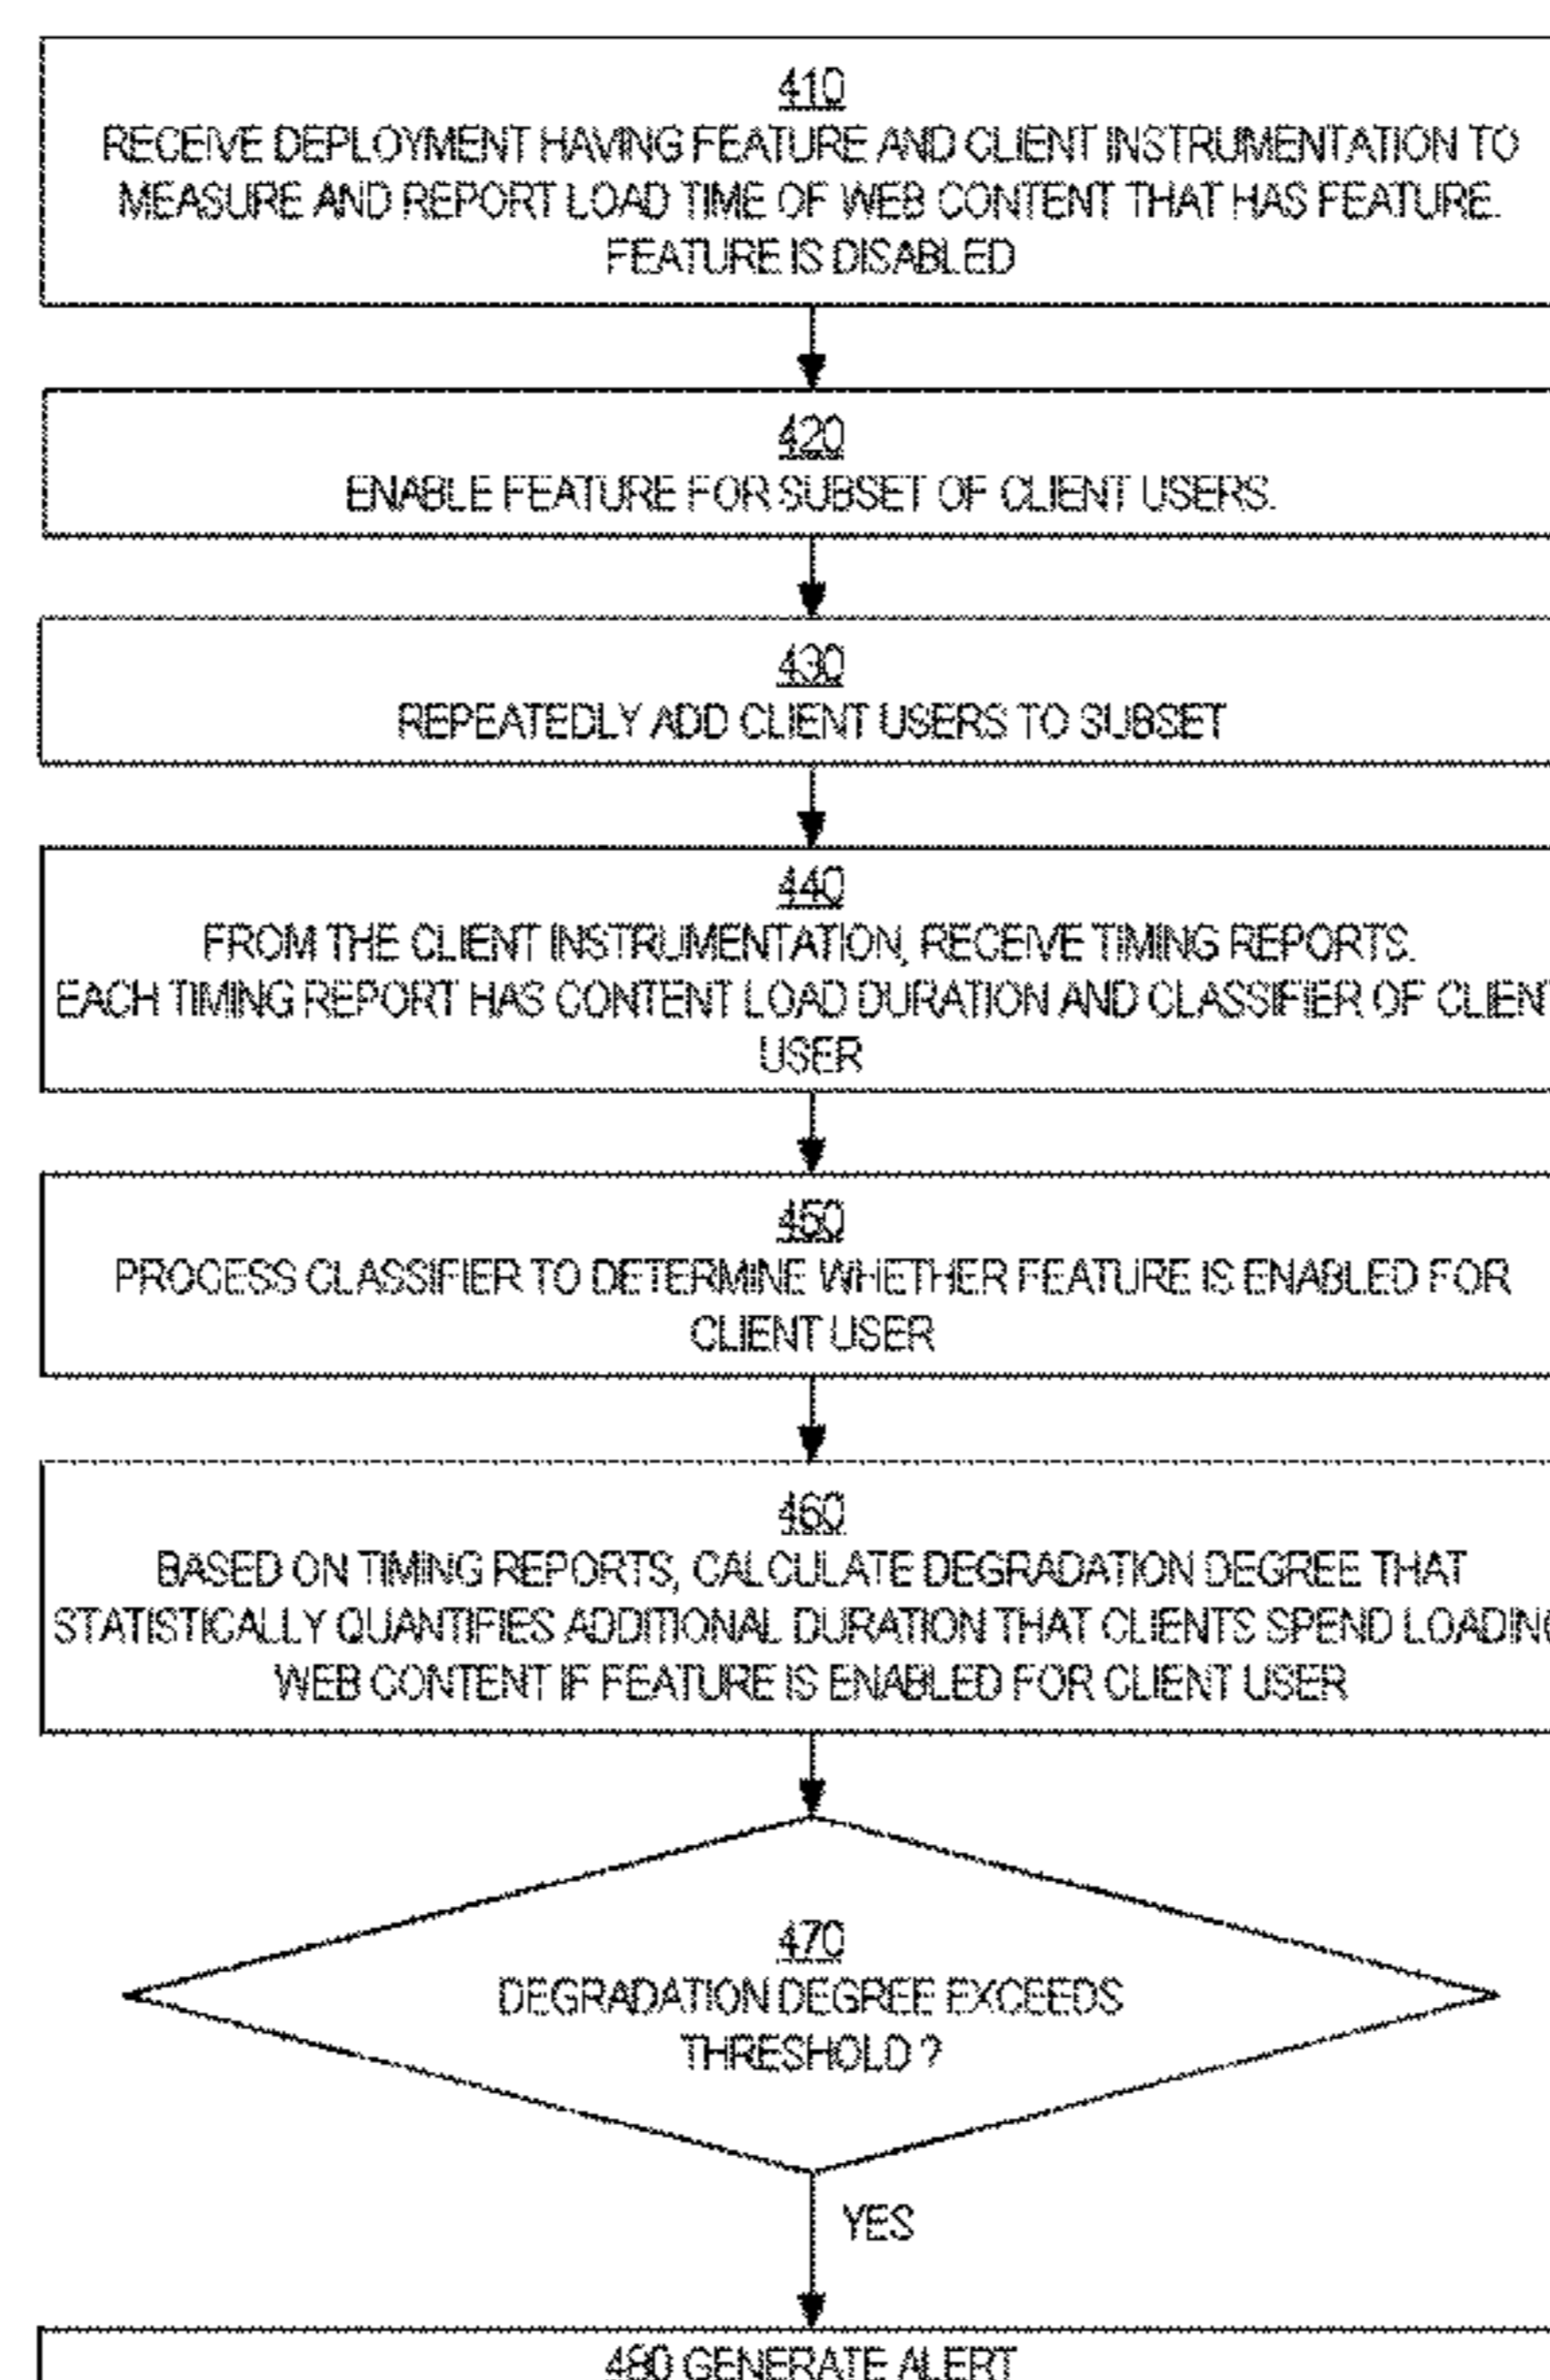 410
RECEIVE DEPLOYMENT HAVING FEATURE AND CLIENT INSTRUMENTATION TO
MEASURE AND REPORT LOAD TIME OF WEB CONTENT THAT HAS FEATURE.
FEATURE IS DISABLED
420
ENABLE FEATURE FOR SUBSET OF CLIENT USERS.
430
REPEATEDLY ADD CLIENT USERS TO SUBSET
440
FROM THE CLIENT INSTRUMENTATION, RECEIVE TIMING REPORTS.
EACH TIMING REPORT HAS CONTENT LOAD DURATION AND CLASSIFIER OF CLIENT
USER
450
PROCESS CLASSIFIER TO DETERMINE WHETHER FEATURE IS ENABLED FOR
CLIENT USER
460
BASED ON TIMING REPORTS, CALCULATE DEGRADATION DEGREE THAT
STATISTICALLY QUANTIFIES ADDITIONAL DURATION THAT CLIENTS SPEND LOADING
WEB CONTENT IF FEATURE IS ENABLED FOR CLIENT USER
470
DEGRADATION DEGREE EXCEEDS
THRESHOLD ?
YES
480 GENERATE ALERT